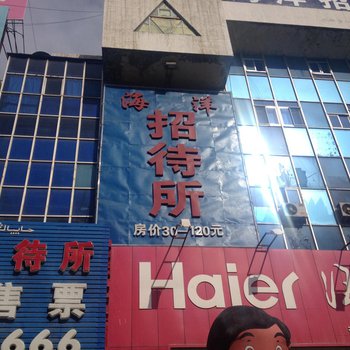 海洋
招待所
房价30—120元
待所
售票
666
Haier